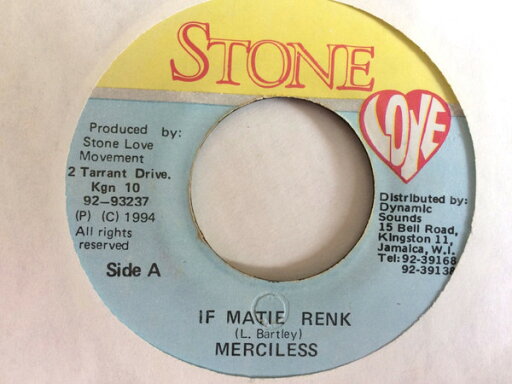 STONE
LOVE
Produced by:
Stone Love
Movement
2 Tarrant Drive.
Kgn 10
92-93237
(P) (C) 1994
All rights
reserved
Side A
Distributed by:
Dynamic
Sounds
15 Bell Road,
Kingston 11,
Jamaica, W.I.
Tel:92-39168
92-39138
IF MATIE RENK
(L. Bartley)
MERCILESS